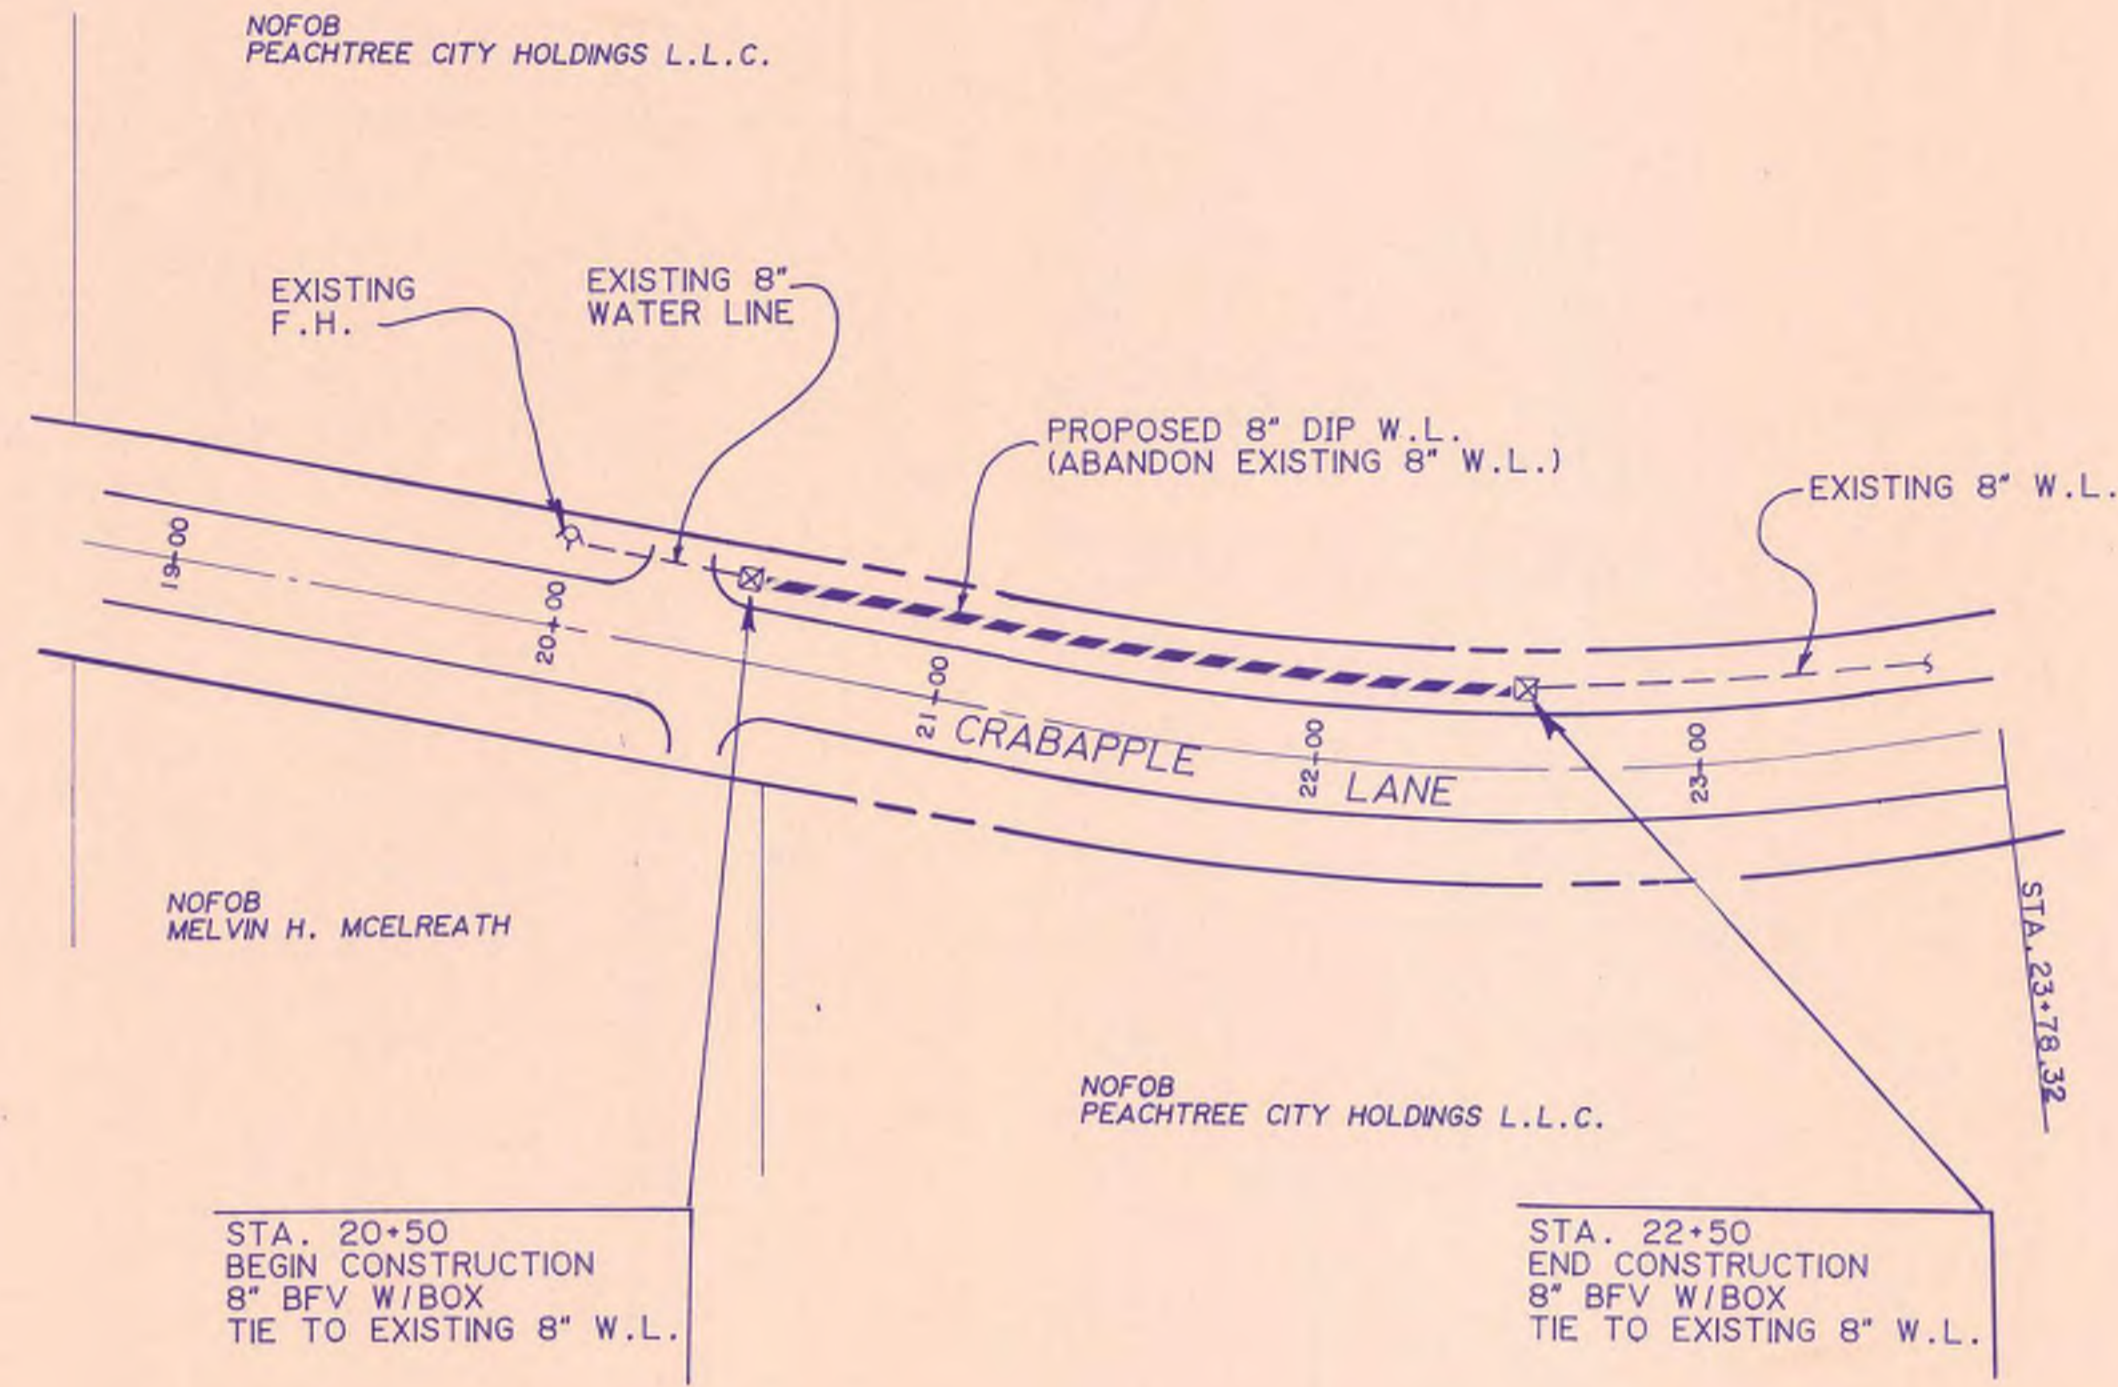 NOFOB
PEACHTREE CITY HOLDINGS L.L.C.
EXISTING
F.H.
EXISTING 8"
WATER LINE
PROPOSED 8" DIP W.L.
(ABANDON EXISTING 8" W.L.)
EXISTING 8" W.L.
19+00
20+00
21+00
22+00
23+00
CRABAPPLE LANE
STA. 23+78.32
NOFOB
MELVIN H. MCELREATH
NOFOB
PEACHTREE CITY HOLDINGS L.L.C.
STA. 20+50
BEGIN CONSTRUCTION
8" BFV W/BOX
TIE TO EXISTING 8" W.L.
STA. 22+50
END CONSTRUCTION
8" BFV W/BOX
TIE TO EXISTING 8" W.L.